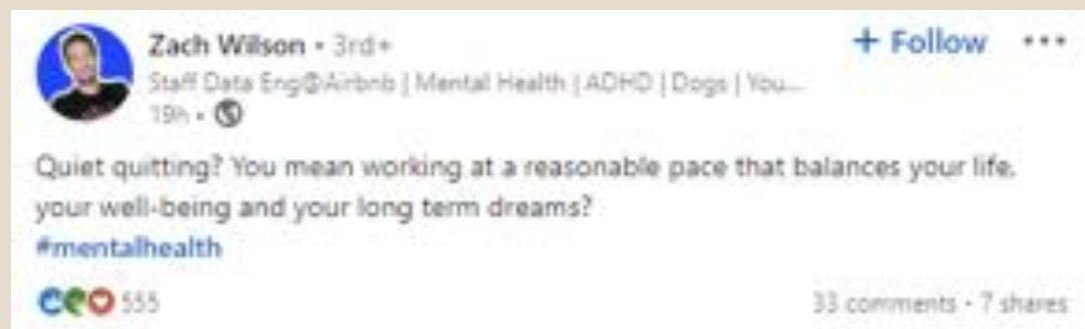 Zach Wilson • 3rd+
+ Follow ...
Staff Data Eng@Airbnb | Mental Health | ADHD | Dogs | You...
19h •
Quiet quitting? You mean working at a reasonable pace that balances your life,
your well-being and your long term dreams?
#mentalhealth
555
33 comments • 7 shares